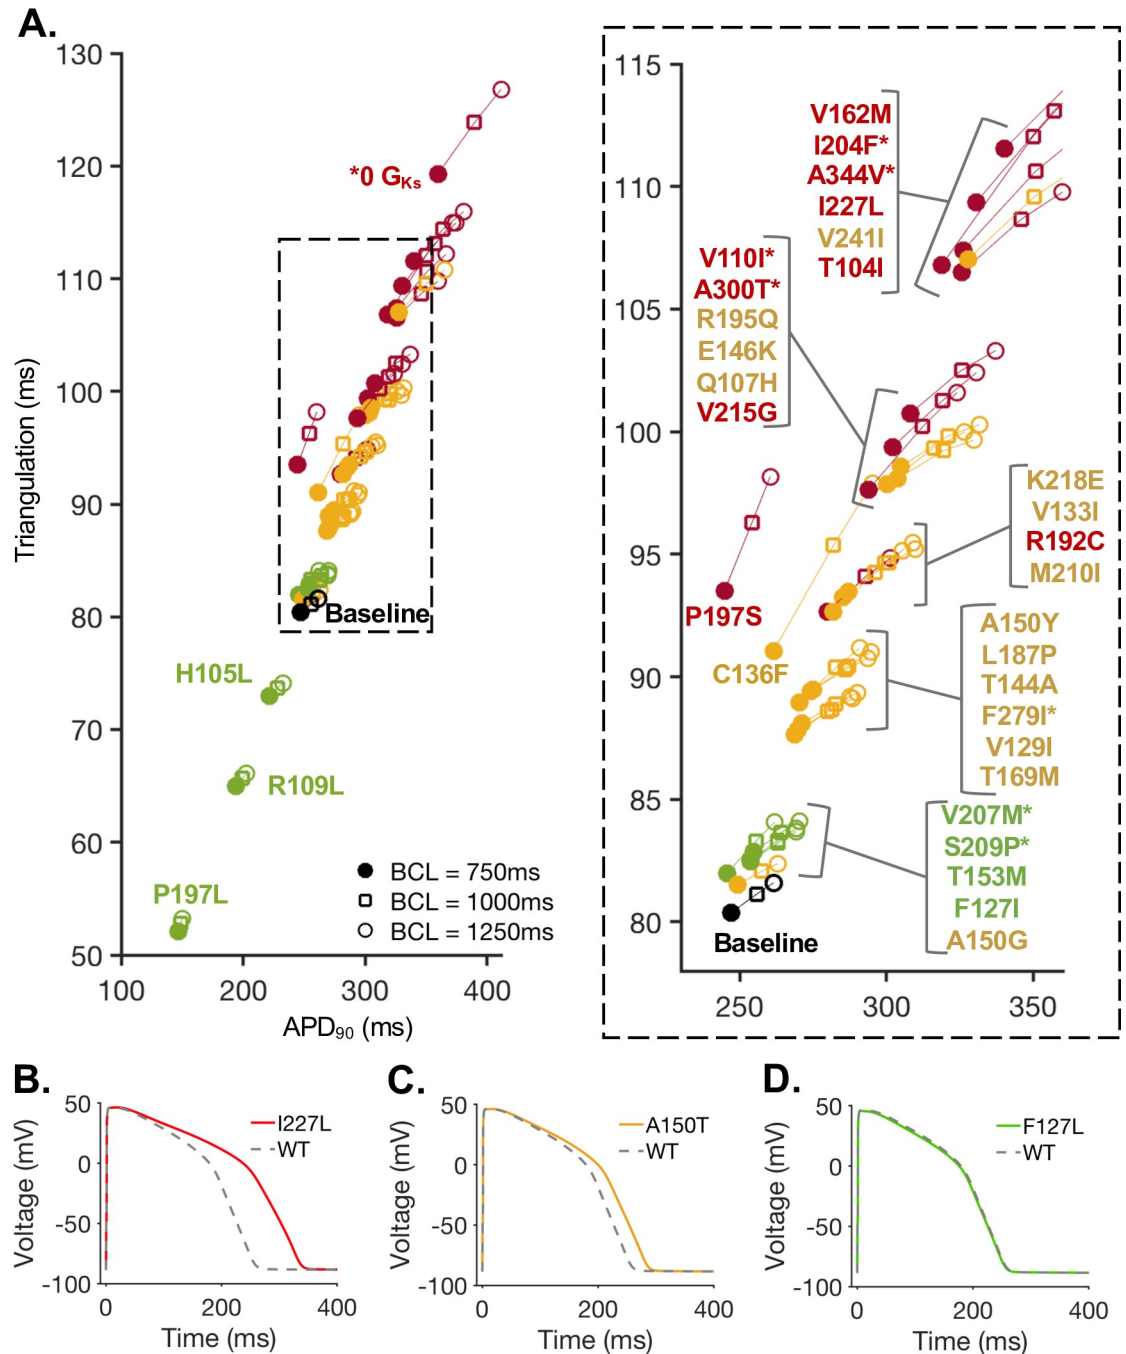 A.
130
120
110
100
90
80
70
60
50
Triangulation (ms)
100
200
300
400
APD90 (ms)
*0 GKs
Baseline
H105L
R109L
P197L
BCL = 750ms
BCL = 1000ms
BCL = 1250ms
115
110
105
100
95
90
85
80
250
300
350
V162M
I204F*
A344V*
I227L
V241I
T104I
V110I*
A300T*
R195Q
E146K
Q107H
V215G
K218E
V133I
R192C
M210I
P197S
C136F
A150Y
L187P
T144A
F279I*
V129I
T169M
V207M*
S209P*
T153M
F127I
A150G
Baseline
B.
50
0
-50
-100
Voltage (mV)
0
200
400
Time (ms)
I227L
WT
C.
50
0
-50
-100
Voltage (mV)
0
200
400
Time (ms)
A150T
WT
D.
50
0
-50
-100
Voltage (mV)
0
200
400
Time (ms)
F127L
WT